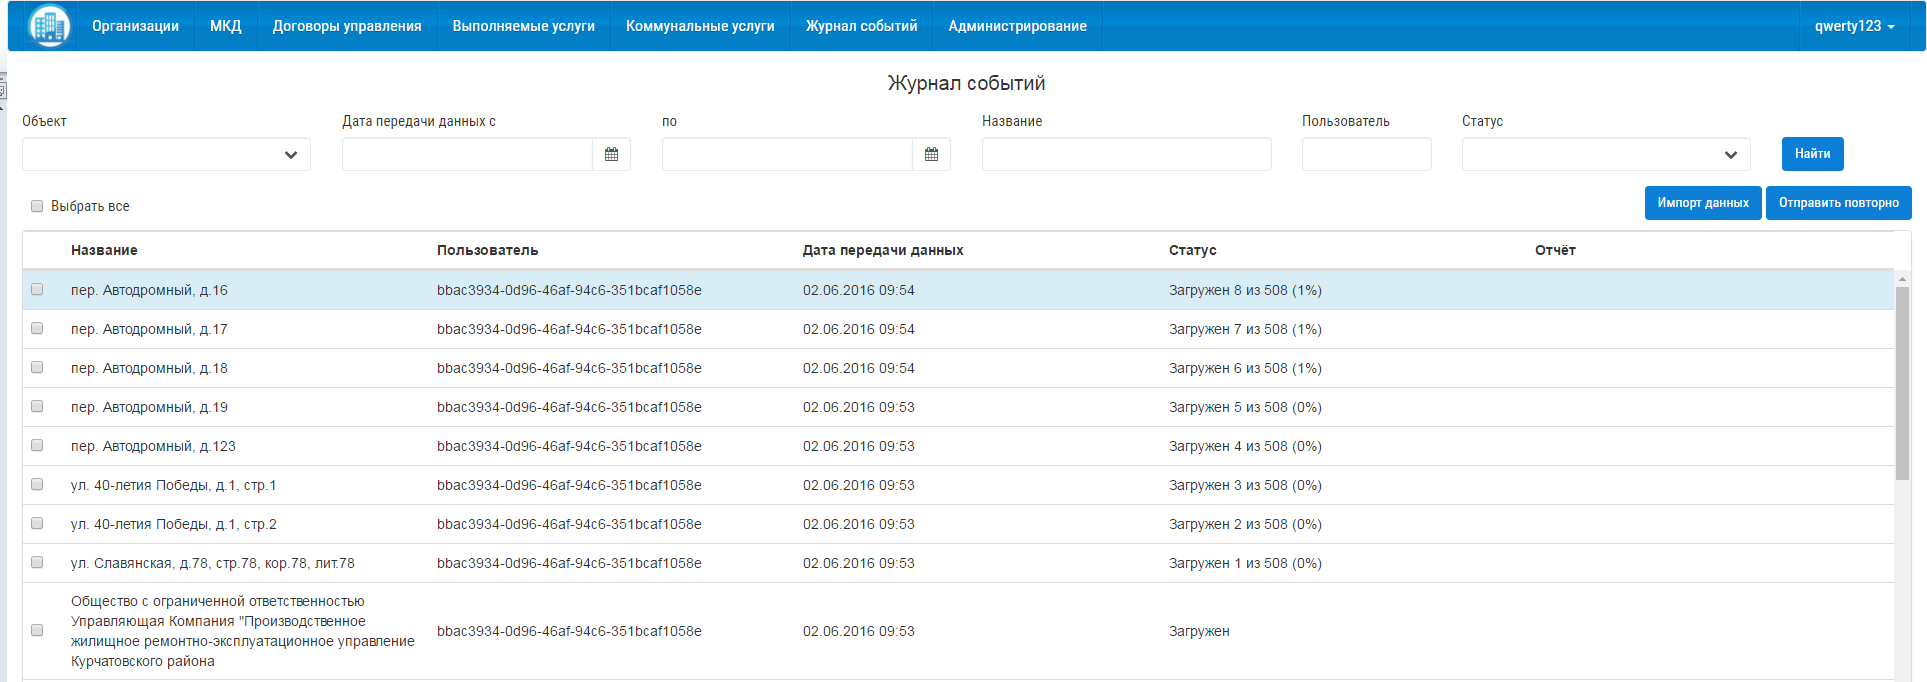 Организации МКД Договоры управления Выполняемые услуги Коммунальные услуги Журнал событий Администрирование qwerty123
Журнал событий
Объект Дата передачи данных с по Название Пользователь Статус
Найти
Выбрать все Импорт данных Отправить повторно
Название Пользователь Дата передачи данных Статус Отчёт
пер. Автодромный, д.16 bbac3934-0d96-46af-94c6-351bcaf1058e 02.06.2016 09:54 Загружен 8 из 508 (1%)
пер. Автодромный, д.17 bbac3934-0d96-46af-94c6-351bcaf1058e 02.06.2016 09:54 Загружен 7 из 508 (1%)
пер. Автодромный, д.18 bbac3934-0d96-46af-94c6-351bcaf1058e 02.06.2016 09:54 Загружен 6 из 508 (1%)
пер. Автодромный, д.19 bbac3934-0d96-46af-94c6-351bcaf1058e 02.06.2016 09:53 Загружен 5 из 508 (0%)
пер. Автодромный, д.123 bbac3934-0d96-46af-94c6-351bcaf1058e 02.06.2016 09:53 Загружен 4 из 508 (0%)
ул. 40-летия Победы, д.1, стр.1 bbac3934-0d96-46af-94c6-351bcaf1058e 02.06.2016 09:53 Загружен 3 из 508 (0%)
ул. 40-летия Победы, д.1, стр.2 bbac3934-0d96-46af-94c6-351bcaf1058e 02.06.2016 09:53 Загружен 2 из 508 (0%)
ул. Славянская, д.78, стр.78, кор.78, лит.78 bbac3934-0d96-46af-94c6-351bcaf1058e 02.06.2016 09:53 Загружен 1 из 508 (0%)
Общество с ограниченной ответственностью
Управляющая Компания "Производственное
жилищное ремонтно-эксплуатационное управление
Курчатовского района
bbac3934-0d96-46af-94c6-351bcaf1058e 02.06.2016 09:53 Загружен